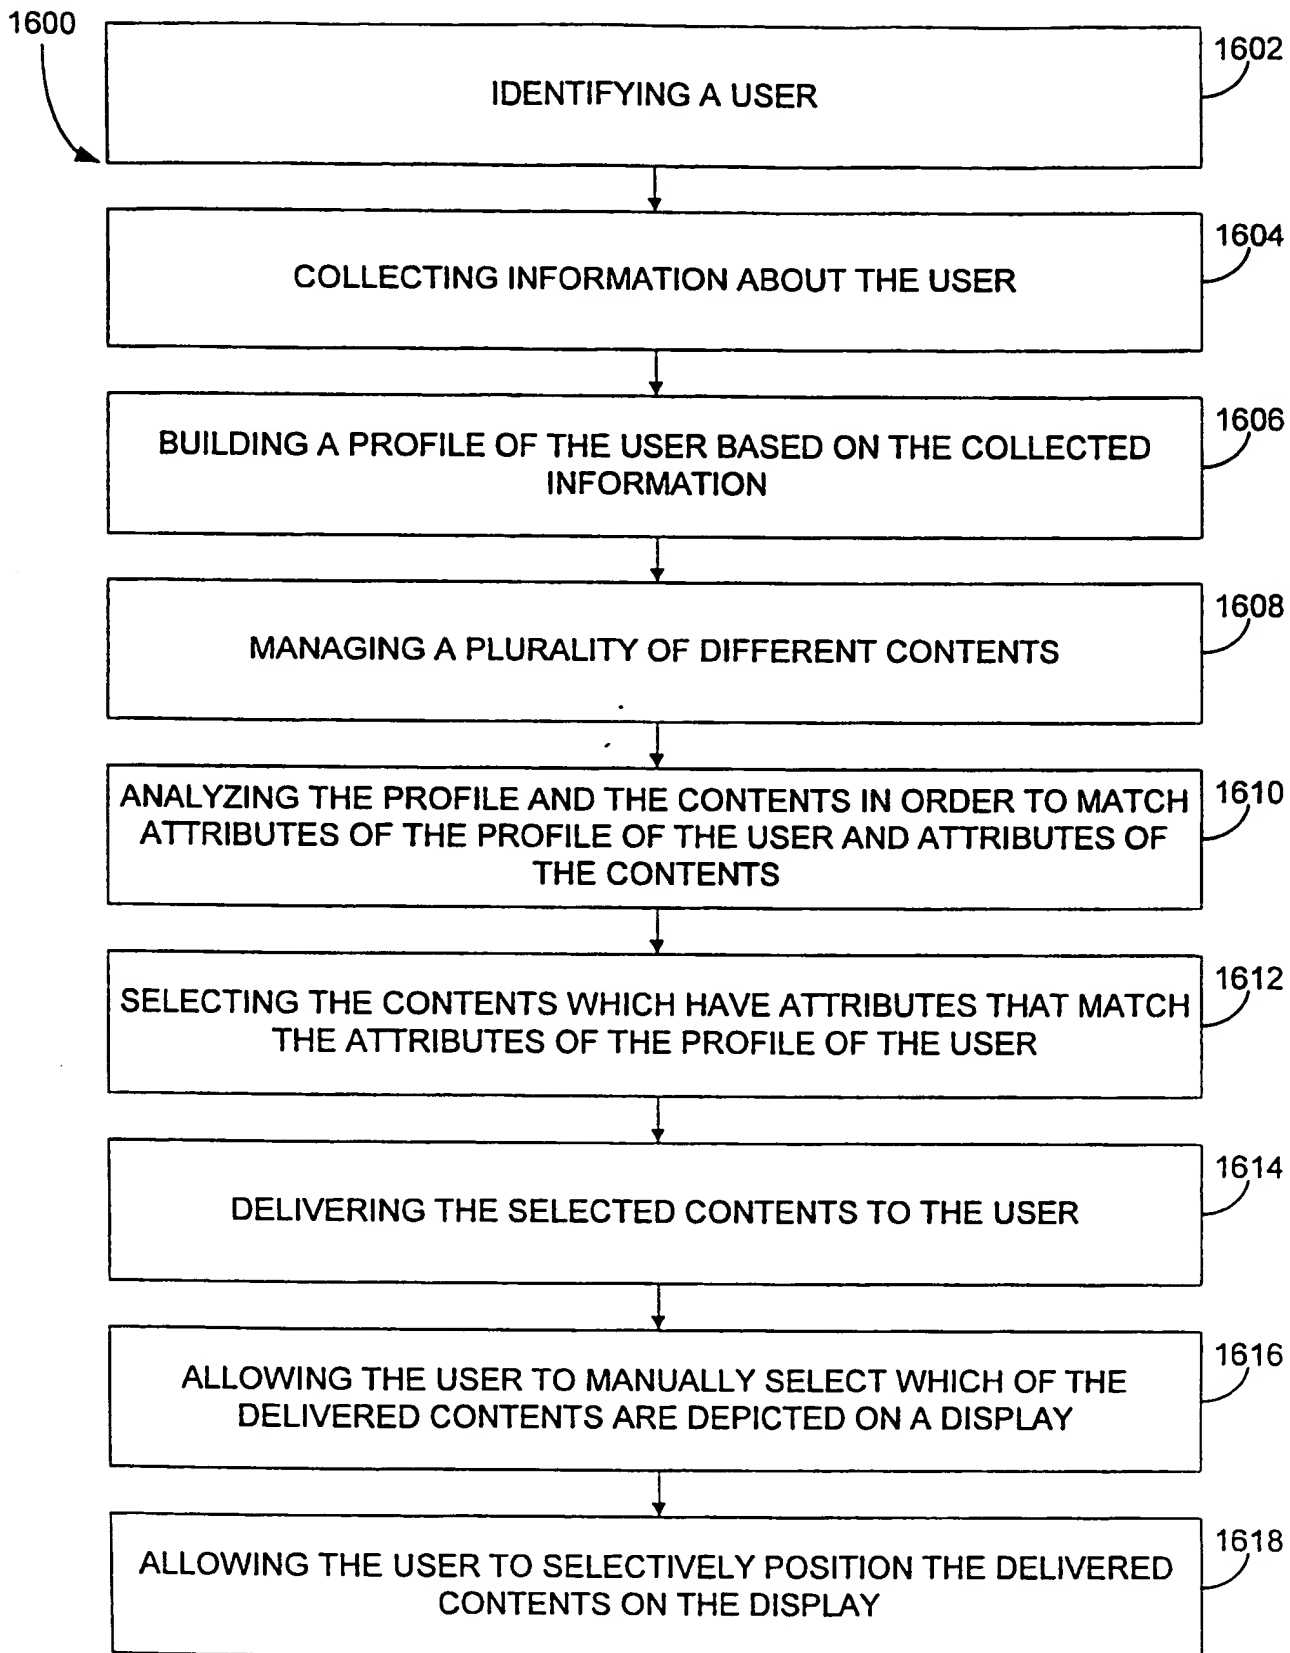 1600
1602
IDENTIFYING A USER
1604
COLLECTING INFORMATION ABOUT THE USER
1606
BUILDING A PROFILE OF THE USER BASED ON THE COLLECTED
INFORMATION
1608
MANAGING A PLURALITY OF DIFFERENT CONTENTS
1610
ANALYZING THE PROFILE AND THE CONTENTS IN ORDER TO MATCH
ATTRIBUTES OF THE PROFILE OF THE USER AND ATTRIBUTES OF
THE CONTENTS
1612
SELECTING THE CONTENTS WHICH HAVE ATTRIBUTES THAT MATCH
THE ATTRIBUTES OF THE PROFILE OF THE USER
1614
DELIVERING THE SELECTED CONTENTS TO THE USER
1616
ALLOWING THE USER TO MANUALLY SELECT WHICH OF THE
DELIVERED CONTENTS ARE DEPICTED ON A DISPLAY
1618
ALLOWING THE USER TO SELECTIVELY POSITION THE DELIVERED
CONTENTS ON THE DISPLAY